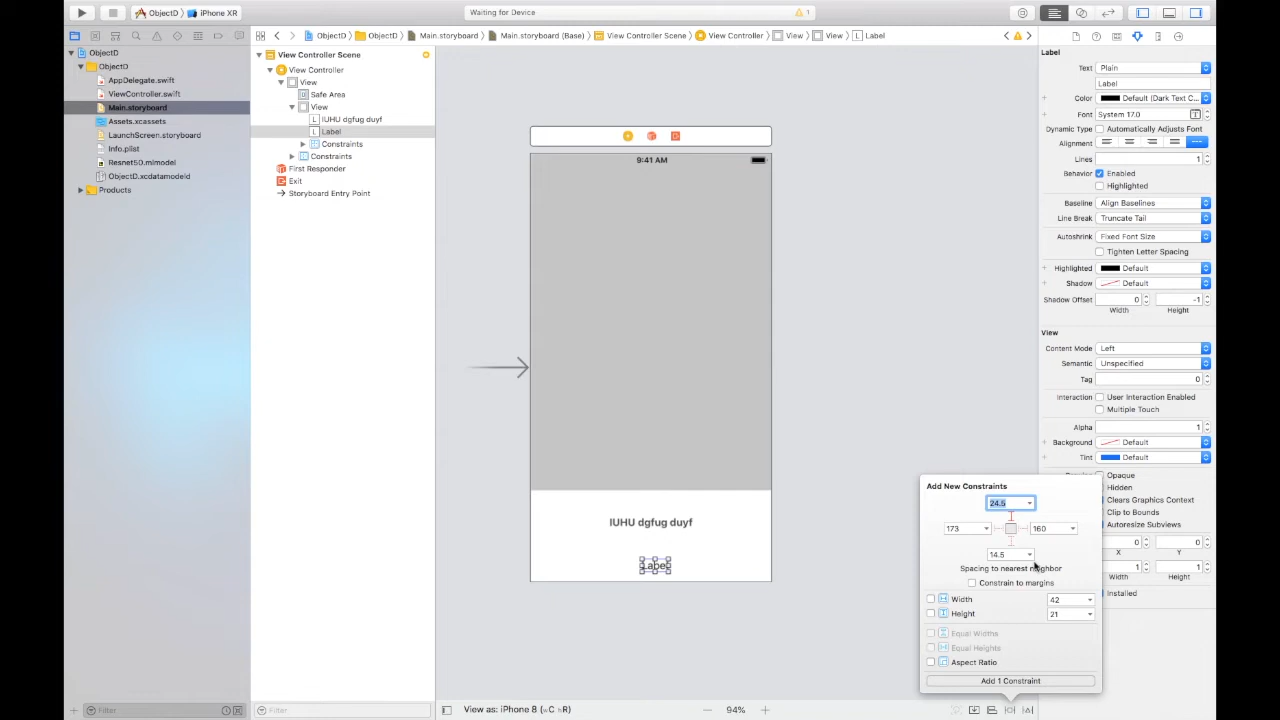 ObjectD
iPhone XR
Waiting for Device
1
ObjectD
ObjectD
Main.storyboard
Main.storyboard (Base)
View Controller Scene
View Controller
View
View
L Label
ObjectD
ObjectD
AppDelegate.swift
ViewController.swift
Main.storyboard
Assets.xcassets
LaunchScreen.storyboard
Info.plist
Resnet50.mlmodel
ObjectD.xcdatamodeld
Products
Filter
View Controller Scene
View Controller
View
Safe Area
View
L IUHU dgfug duyf
L Label
Constraints
Constraints
First Responder
Exit
Storyboard Entry Point
Filter
9:41 AM
IUHU dgfug duyf
Label
View as: iPhone 8 (wC hR)
94%
Label
Text Plain
Label
Color Default (Dark Text C...
Font System 17.0
Dynamic Type Automatically Adjusts Font
Alignment
Lines 1
Behavior Enabled
Highlighted
Baseline Align Baselines
Line Break Truncate Tail
Autoshrink Fixed Font Size
Tighten Letter Spacing
Highlighted Default
Shadow Default
Shadow Offset 0 -1
Width Height
View
Content Mode Left
Semantic Unspecified
Tag 0
Interaction User Interaction Enabled
Multiple Touch
Alpha 1
Background Default
Tint Default
Opaque
Hidden
Clears Graphics Context
Clip to Bounds
Autoresize Subviews
0 0
X Y
1 1
Width Height
Installed
Add New Constraints
24.5
173 160
14.5
Spacing to nearest neighbor
Constrain to margins
Width 42
Height 21
Equal Widths
Equal Heights
Aspect Ratio
Add 1 Constraint